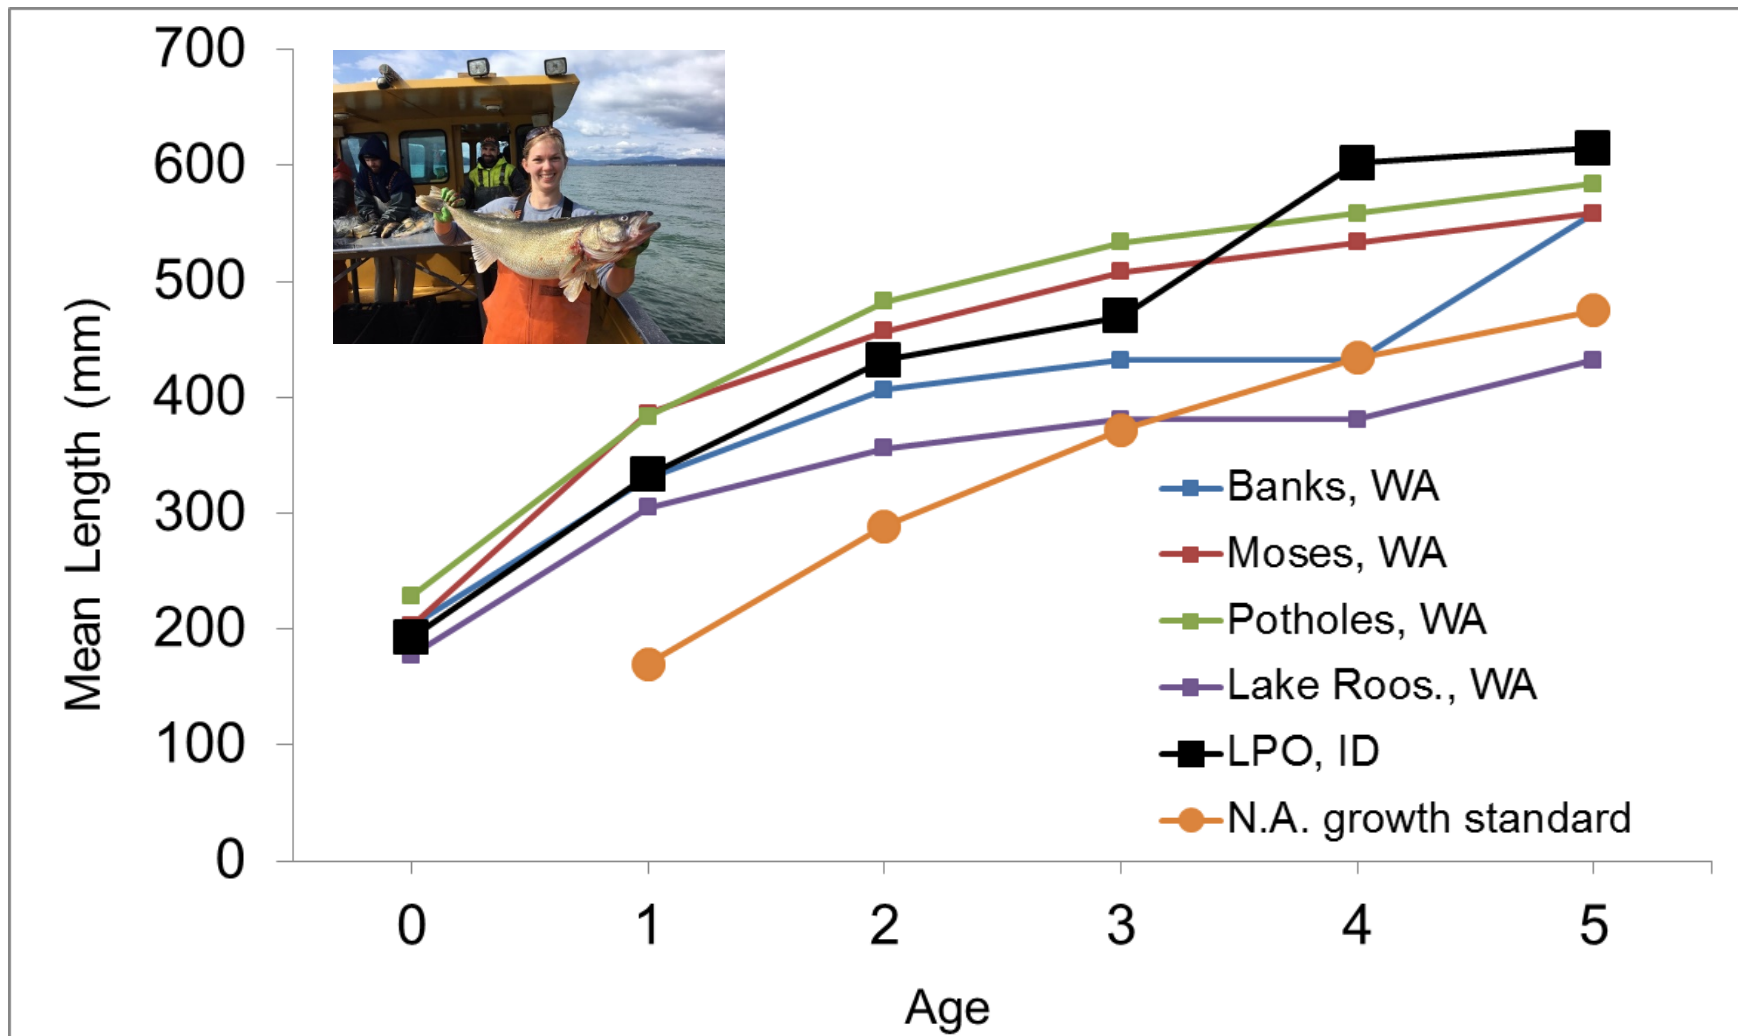 700
600
500
400
300
200
100
0
Mean Length (mm)
0 1 2 3 4 5
Age
Banks, WA
Moses, WA
Potholes, WA
Lake Roos., WA
LPO, ID
N.A. growth standard